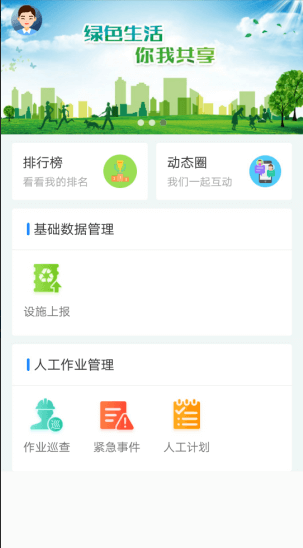 绿色生活
你我共享
排行榜
看看我的排名
动态圈
我们一起互动
基础数据管理
设施上报
人工作业管理
巡
作业巡查
紧急事件
人工计划